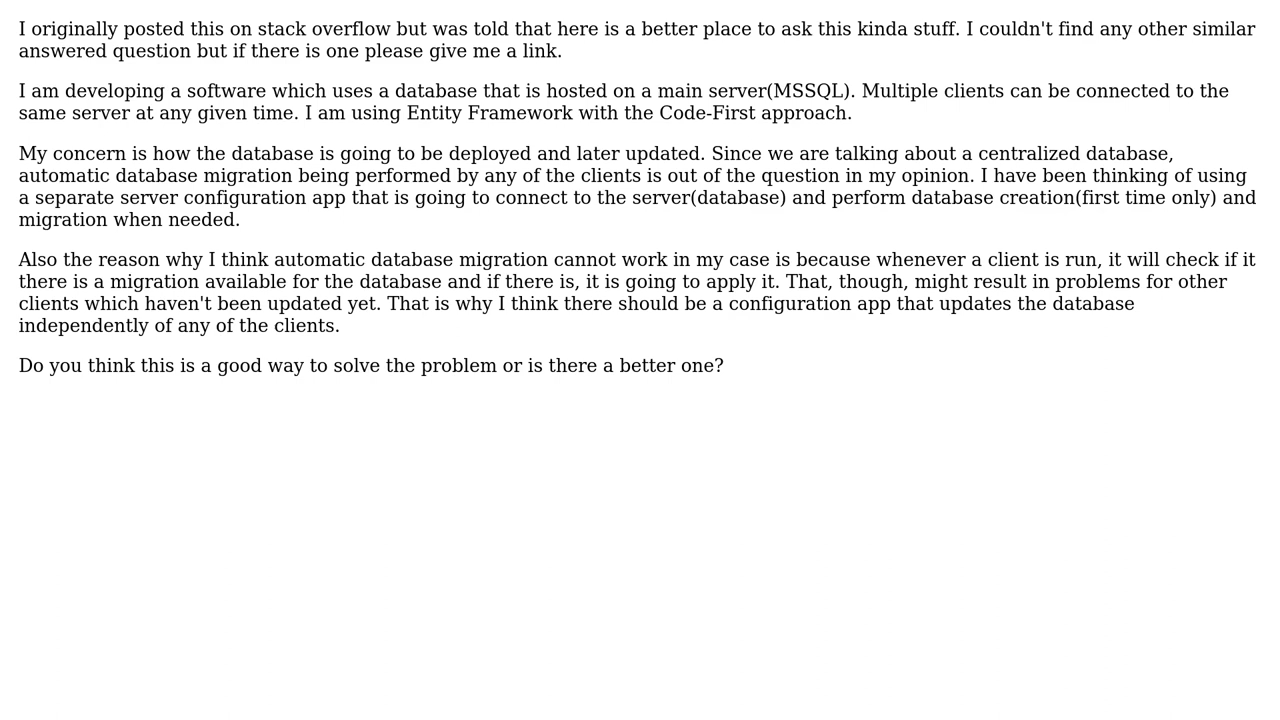 I originally posted this on stack overflow but was told that here is a better place to ask this kinda stuff. I couldn't find any other similar
answered question but if there is one please give me a link.
I am developing a software which uses a database that is hosted on a main server(MSSQL). Multiple clients can be connected to the
same server at any given time. I am using Entity Framework with the Code-First approach.
My concern is how the database is going to be deployed and later updated. Since we are talking about a centralized database,
automatic database migration being performed by any of the clients is out of the question in my opinion. I have been thinking of using
a separate server configuration app that is going to connect to the server(database) and perform database creation(first time only) and
migration when needed.
Also the reason why I think automatic database migration cannot work in my case is because whenever a client is run, it will check if it
there is a migration available for the database and if there is, it is going to apply it. That, though, might result in problems for other
clients which haven't been updated yet. That is why I think there should be a configuration app that updates the database
independently of any of the clients.
Do you think this is a good way to solve the problem or is there a better one?